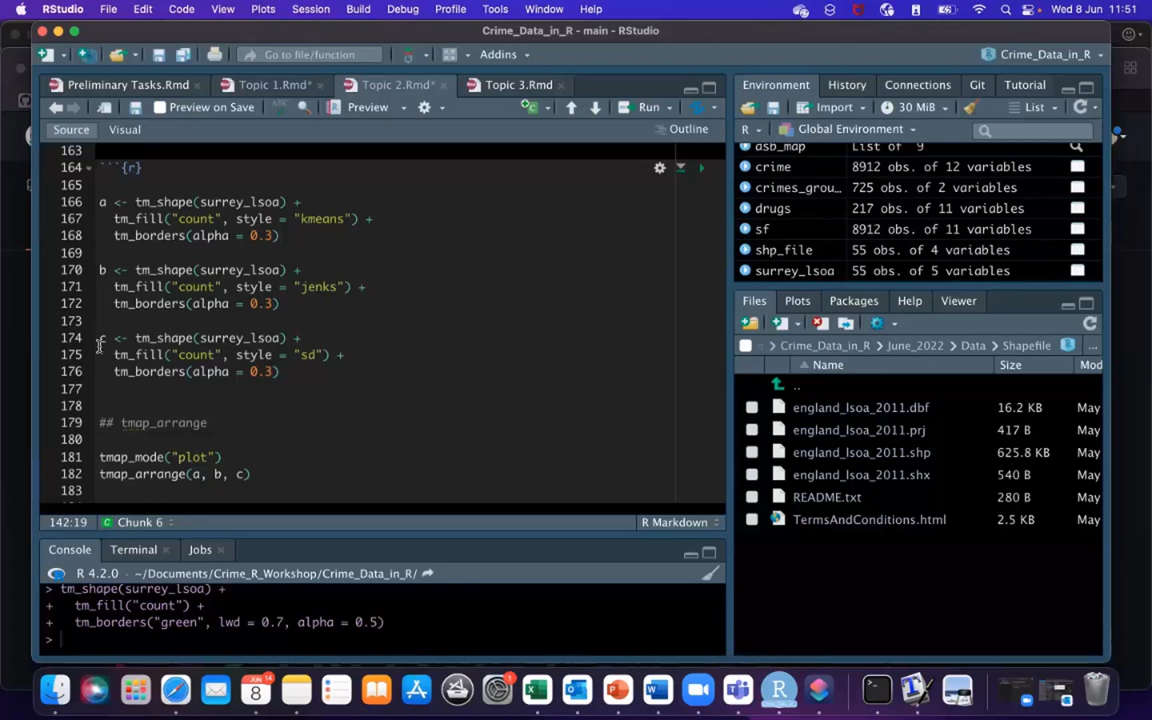 RStudio File Edit Code View Plots Session Build Debug Profile Tools Window Help Wed 8 Jun 11:51
Crime_Data_in_R - main - RStudio
Go to file/function Addins Crime_Data_in_R
Preliminary Tasks.Rmd Topic 1.Rmd* Topic 2.Rmd* Topic 3.Rmd
Preview on Save Preview Run
Source Visual Outline
163
164 ```{r}
165
166 a <- tm_shape(surrey_lsoa) +
167 tm_fill("count", style = "kmeans") +
168 tm_borders(alpha = 0.3)
169
170 b <- tm_shape(surrey_lsoa) +
171 tm_fill("count", style = "jenks") +
172 tm_borders(alpha = 0.3)
173
174 c <- tm_shape(surrey_lsoa) +
175 tm_fill("count", style = "sd") +
176 tm_borders(alpha = 0.3)
177
178
179 ## tmap_arrange
180
181 tmap_mode("plot")
182 tmap_arrange(a, b, c)
183
142:19 Chunk 6 R Markdown
Console Terminal Jobs
R 4.2.0 · ~/Documents/Crime_R_Workshop/Crime_Data_in_R/
> tm_shape(surrey_lsoa) +
+ tm_fill("count") +
+ tm_borders("green", lwd = 0.7, alpha = 0.5)
>
Environment History Connections Git Tutorial
Import 30 MiB List
R Global Environment
asb_map List of 9
crime 8912 obs. of 12 variables
crimes_grou... 725 obs. of 2 variables
drugs 217 obs. of 11 variables
sf 8912 obs. of 11 variables
shp_file 55 obs. of 4 variables
surrey_lsoa 55 obs. of 5 variables
Files Plots Packages Help Viewer
Crime_Data_in_R June_2022 Data Shapefile ...
Name Size Mod
..
england_lsoa_2011.dbf 16.2 KB May
england_lsoa_2011.prj 417 B May
england_lsoa_2011.shp 625.8 KB May
england_lsoa_2011.shx 540 B May
README.txt 280 B May
TermsAndConditions.html 2.5 KB May